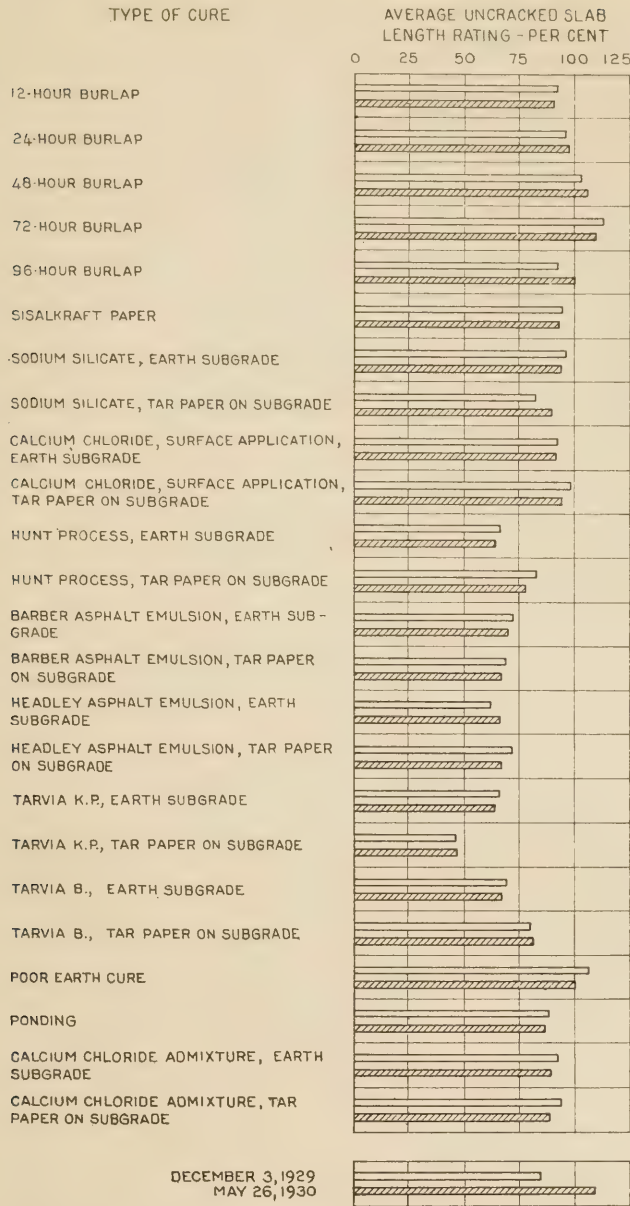 TYPE OF CURE
AVERAGE UNCRACKED SLAB
LENGTH RATING - PER CENT
0 25 50 75 100 125
12-HOUR BURLAP
24-HOUR BURLAP
48-HOUR BURLAP
72-HOUR BURLAP
96-HOUR BURLAP
SISALKRAFT PAPER
SODIUM SILICATE, EARTH SUBGRADE
SODIUM SILICATE, TAR PAPER ON SUBGRADE
CALCIUM CHLORIDE, SURFACE APPLICATION,
EARTH SUBGRADE
CALCIUM CHLORIDE, SURFACE APPLICATION,
TAR PAPER ON SUBGRADE
HUNT PROCESS, EARTH SUBGRADE
HUNT PROCESS, TAR PAPER ON SUBGRADE
BARBER ASPHALT EMULSION, EARTH SUB-
GRADE
BARBER ASPHALT EMULSION, TAR PAPER
ON SUBGRADE
HEADLEY ASPHALT EMULSION, EARTH
SUBGRADE
HEADLEY ASPHALT EMULSION, TAR PAPER
ON SUBGRADE
TARVIA K.P., EARTH SUBGRADE
TARVIA K.P., TAR PAPER ON SUBGRADE
TARVIA B., EARTH SUBGRADE
TARVIA B., TAR PAPER ON SUBGRADE
POOR EARTH CURE
PONDING
CALCIUM CHLORIDE ADMIXTURE, EARTH
SUBGRADE
CALCIUM CHLORIDE ADMIXTURE, TAR
PAPER ON SUBGRADE
DECEMBER 3, 1929
MAY 26, 1930